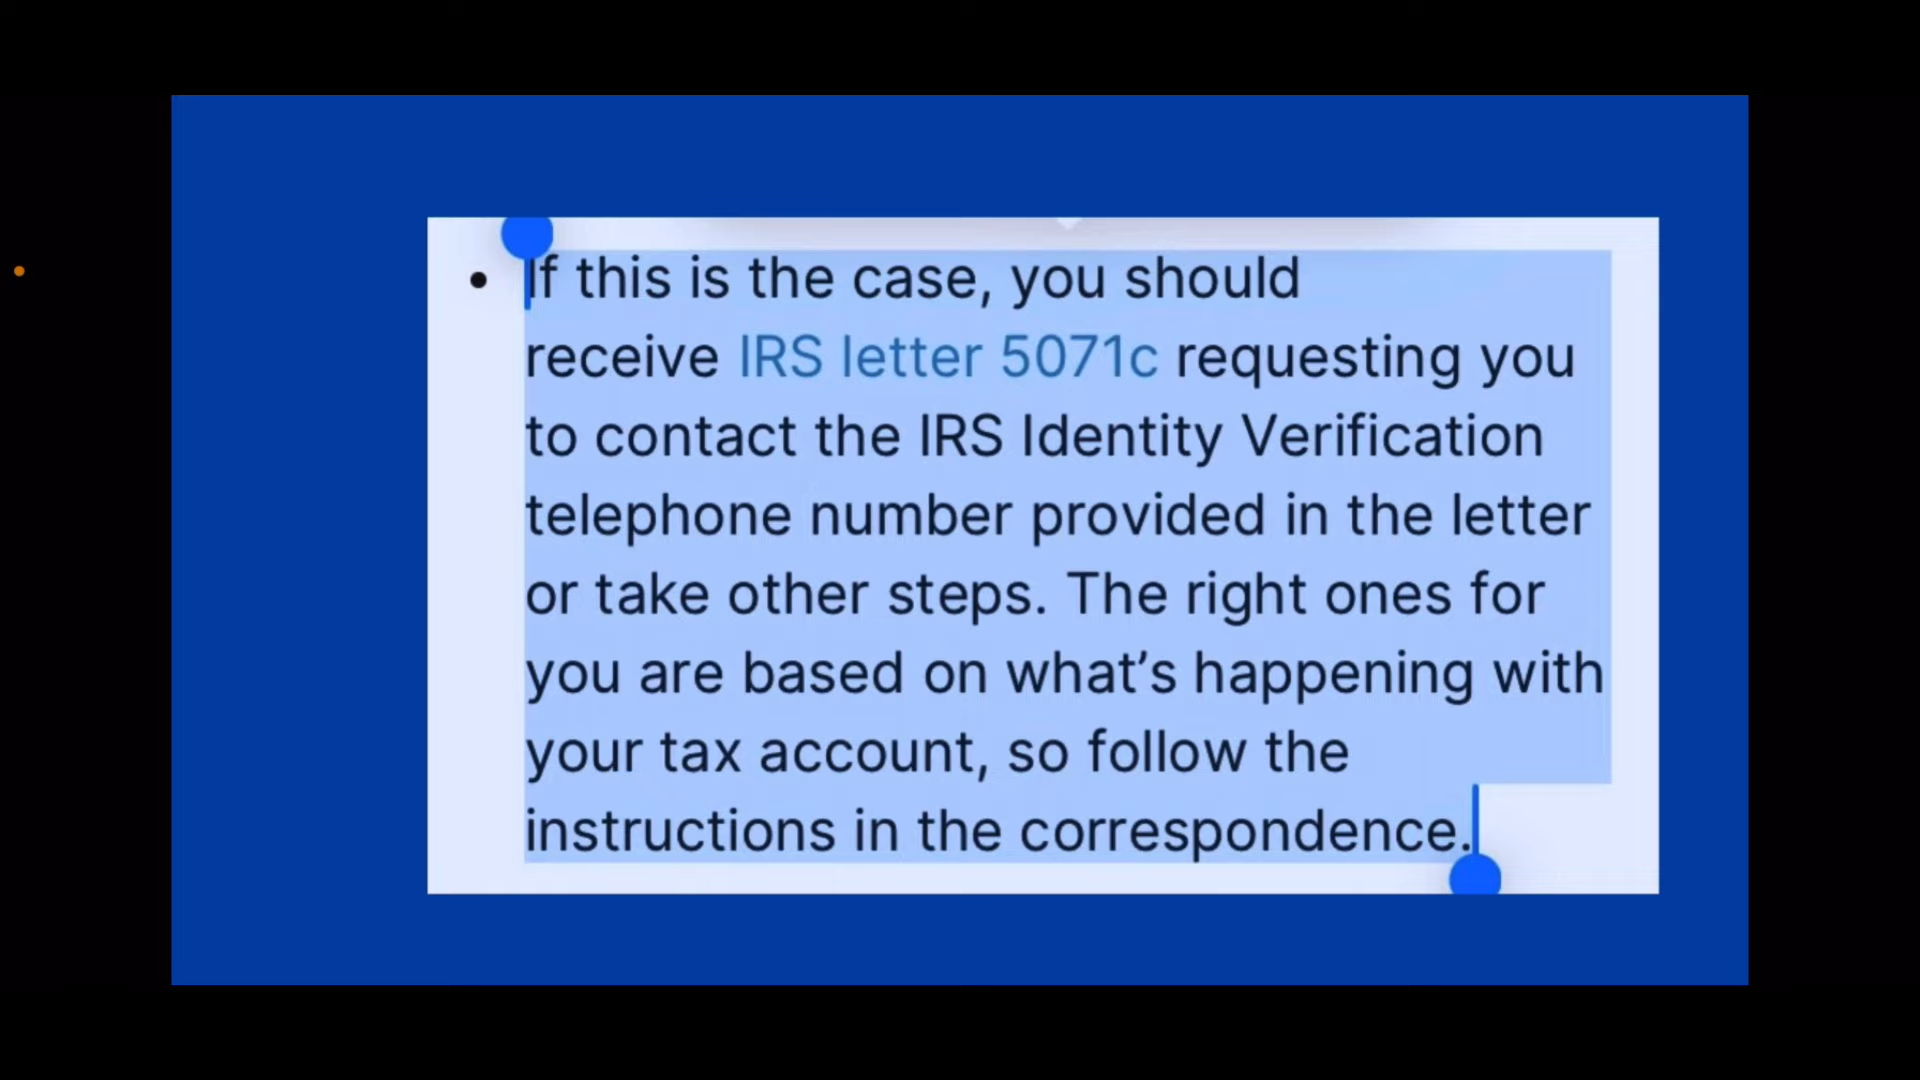 • If this is the case, you should
receive IRS letter 5071c requesting you
to contact the IRS Identity Verification
telephone number provided in the letter
or take other steps. The right ones for
you are based on what’s happening with
your tax account, so follow the
instructions in the correspondence.